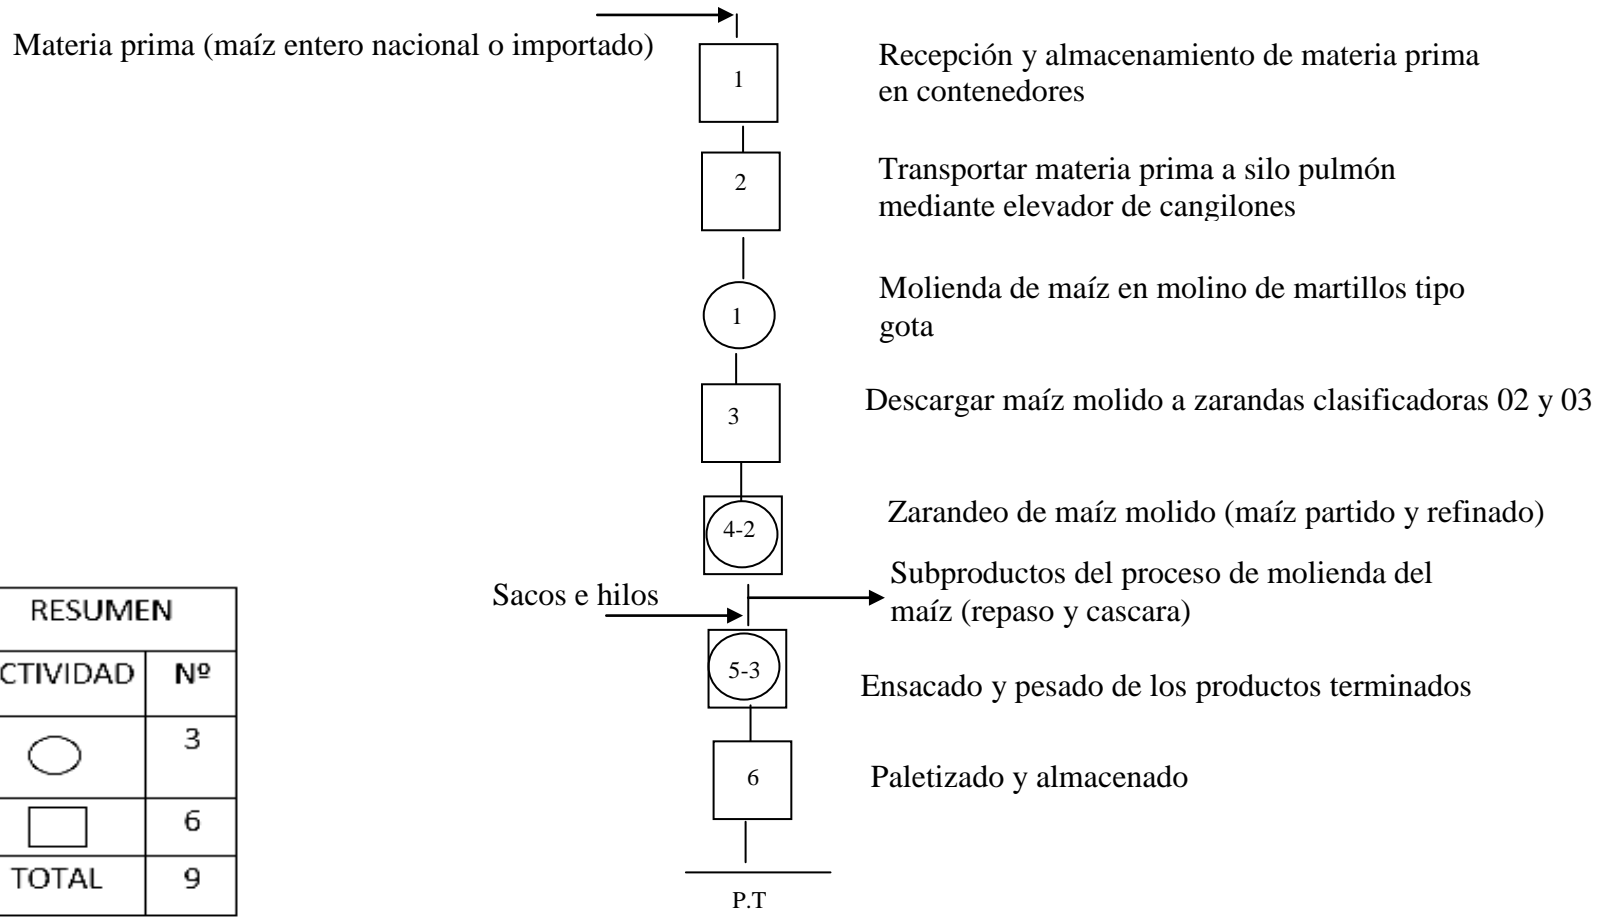 Materia prima (maíz entero nacional o importado)
1
Recepción y almacenamiento de materia prima
en contenedores
2
Transportar materia prima a silo pulmón
mediante elevador de cangilones
1
Molienda de maíz en molino de martillos tipo
gota
3
Descargar maíz molido a zarandas clasificadoras 02 y 03
4-2
Zarandeo de maíz molido (maíz partido y refinado)
Sacos e hilos
Subproductos del proceso de molienda del
maíz (repaso y cascara)
5-3
Ensacado y pesado de los productos terminados
6
Paletizado y almacenado
P.T
RESUMEN
CTIVIDAD Nº
3
6
TOTAL 9